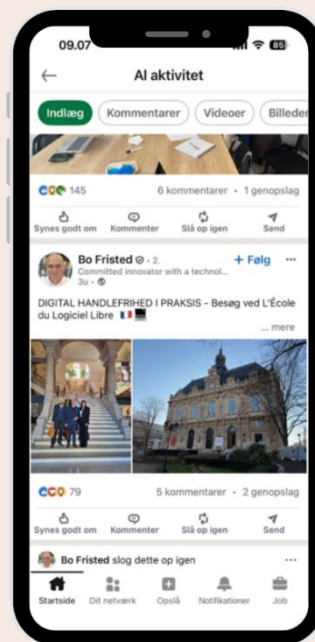 09.07
85
Al aktivitet
Indlæg
Kommentarer
Videoer
Billeder
145
6 kommentarer • 1 genopslag
Synes godt om
Kommenter
Slå op igen
Send
Bo Fristed • 2.
+ Følg
Committed innovator with a technol...
3u •
DIGITAL HANDLEFRIHED I PRAKSIS - Besøg ved L'École
du Logiciel Libre
... mere
79
5 kommentarer • 2 genopslag
Synes godt om
Kommenter
Slå op igen
Send
Bo Fristed slog dette op igen
Startside
Dit netværk
Opslå
Notifikationer
Job